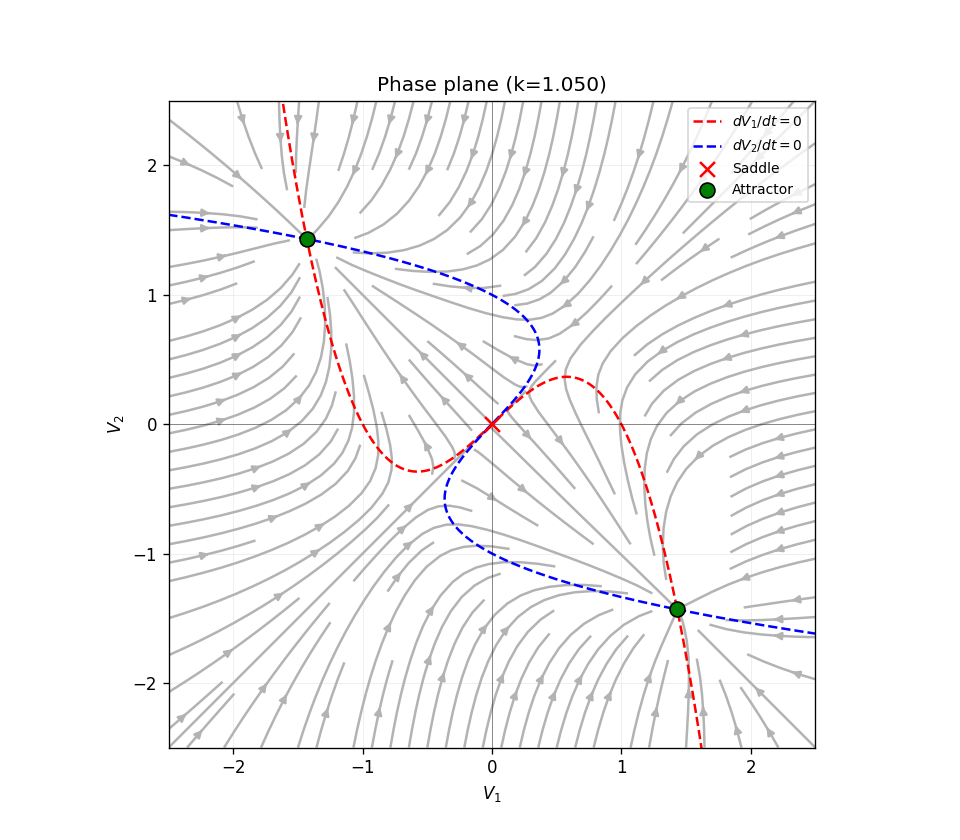 Phase plane (k=1.050)
dV₁/dt = 0
dV₂/dt = 0
Saddle
Attractor
2
1
0
−1
−2
V₂
−2 −1 0 1 2
V₁